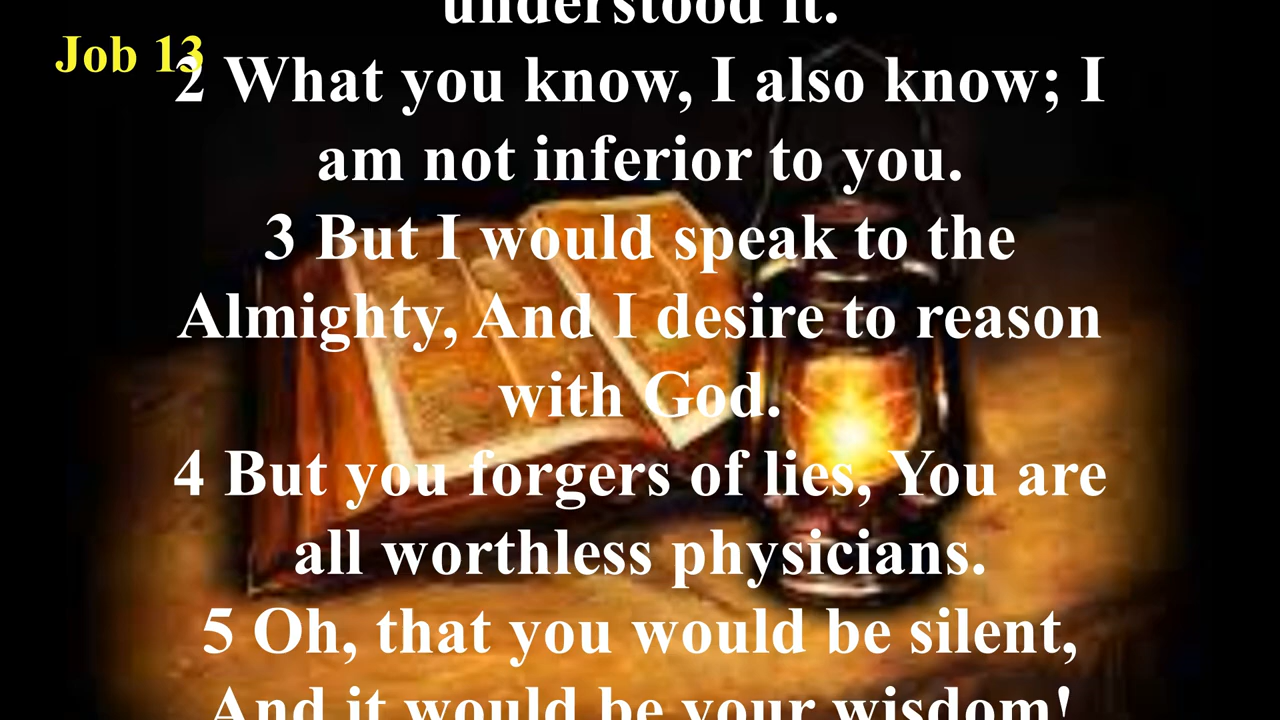 understood it.
Job 13
2 What you know, I also know; I
am not inferior to you.
3 But I would speak to the
Almighty, And I desire to reason
with God.
4 But you forgers of lies, You are
all worthless physicians.
5 Oh, that you would be silent,
And it would be your wisdom!